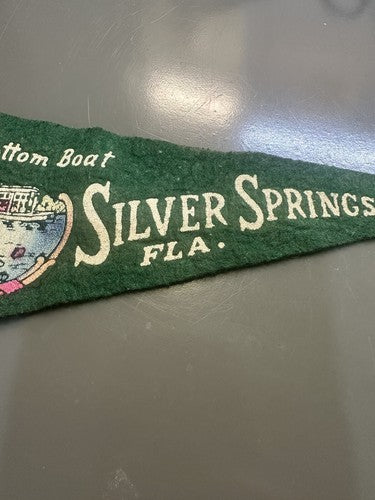 ttom Boat
SILVER SPRINGS
FLA.